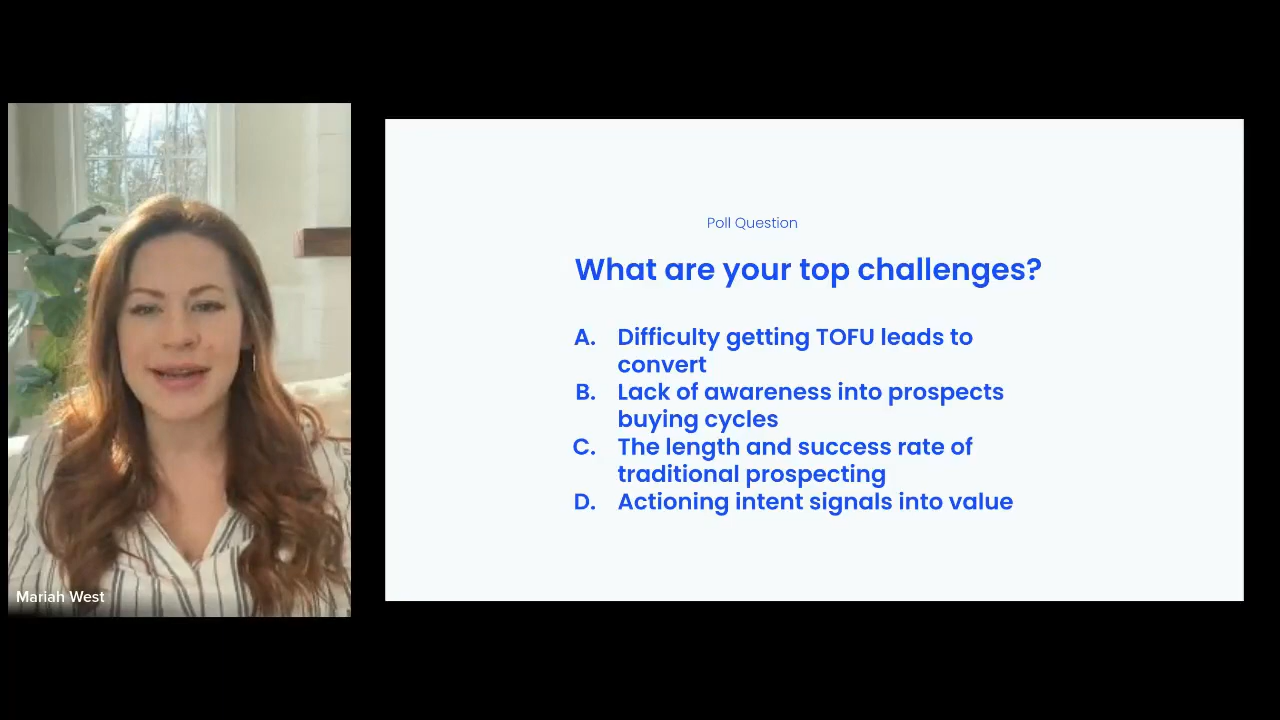 Mariah West
Poll Question
What are your top challenges?
A. Difficulty getting TOFU leads to
convert
B. Lack of awareness into prospects
buying cycles
C. The length and success rate of
traditional prospecting
D. Actioning intent signals into value